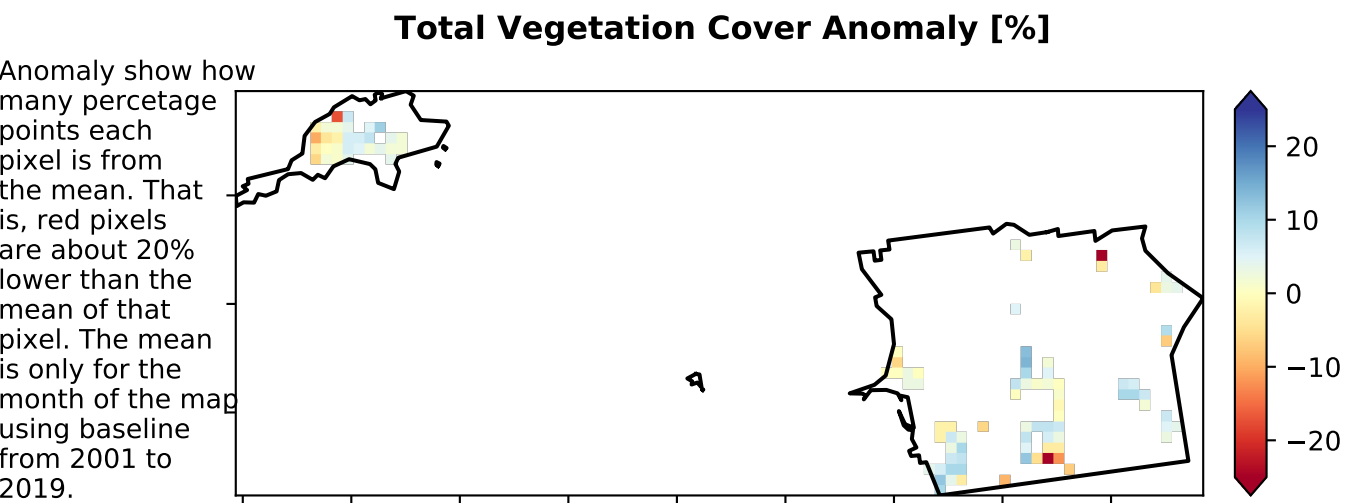 Total Vegetation Cover Anomaly [%]
Anomaly show how
many percetage
points each
pixel is from
the mean. That
is, red pixels
are about 20%
lower than the
mean of that
pixel. The mean
is only for the
month of the map
using baseline
from 2001 to
2019.
20
10
0
−10
−20